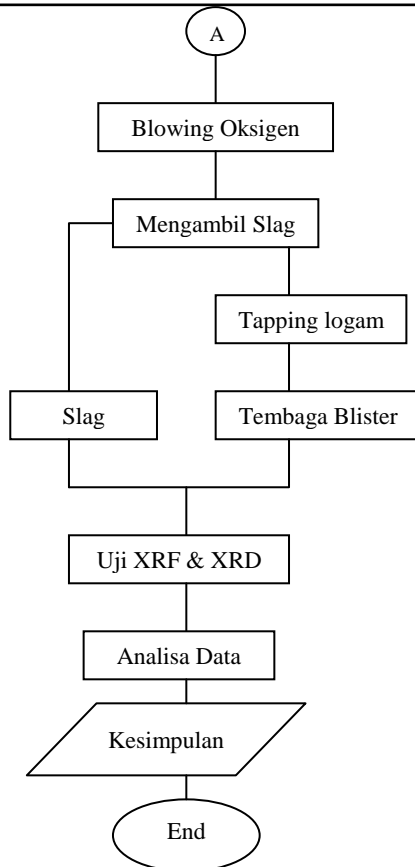 A
Blowing Oksigen
Mengambil Slag
Tapping logam
Slag
Tembaga Blister
Uji XRF & XRD
Analisa Data
Kesimpulan
End